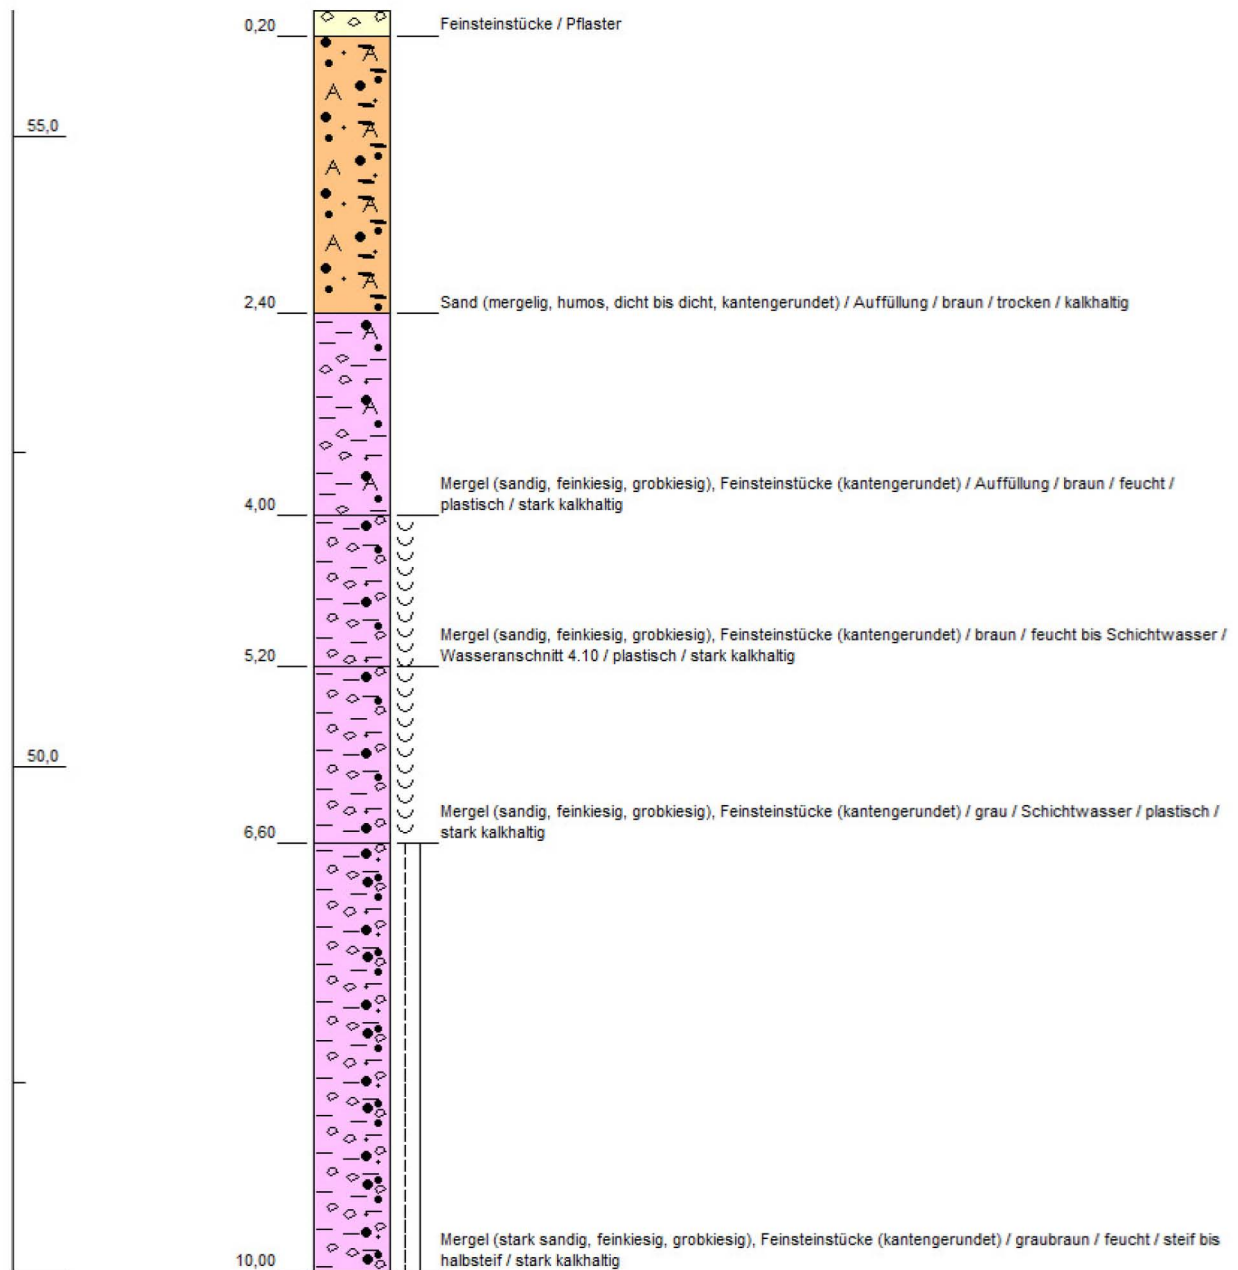 0,20 Feinsteinstücke / Pflaster
55,0
2,40 Sand (mergelig, humos, dicht bis dicht, kantengerundet) / Auffüllung / braun / trocken / kalkhaltig
Mergel (sandig, feinkiesig, grobkiesig), Feinsteinstücke (kantengerundet) / Auffüllung / braun / feucht /
4,00 plastisch / stark kalkhaltig
Mergel (sandig, feinkiesig, grobkiesig), Feinsteinstücke (kantengerundet) / braun / feucht bis Schichtwasser /
5,20 Wasseranschnitt 4.10 / plastisch / stark kalkhaltig
50,0
Mergel (sandig, feinkiesig, grobkiesig), Feinsteinstücke (kantengerundet) / grau / Schichtwasser / plastisch /
6,60 stark kalkhaltig
Mergel (stark sandig, feinkiesig, grobkiesig), Feinsteinstücke (kantengerundet) / graubraun / feucht / steif bis
10,00 halbsteif / stark kalkhaltig